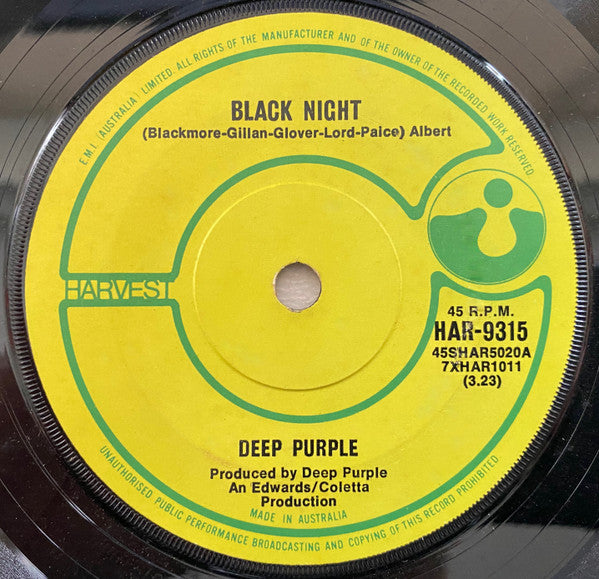 E.M.I. (AUSTRALIA) LIMITED. ALL RIGHTS OF THE MANUFACTURER AND OF THE OWNER OF THE RECORDED WORK RESERVED.
BLACK NIGHT
(Blackmore-Gillan-Glover-Lord-Paice) Albert
HARVEST
45 R.P.M.
HAR-9315
45SHAR5020A
7XHAR1011
(3.23)
DEEP PURPLE
Produced by Deep Purple
An Edwards/Coletta
Production
MADE IN AUSTRALIA
UNAUTHORISED PUBLIC PERFORMANCE BROADCASTING AND COPYING OF THIS RECORD PROHIBITED.